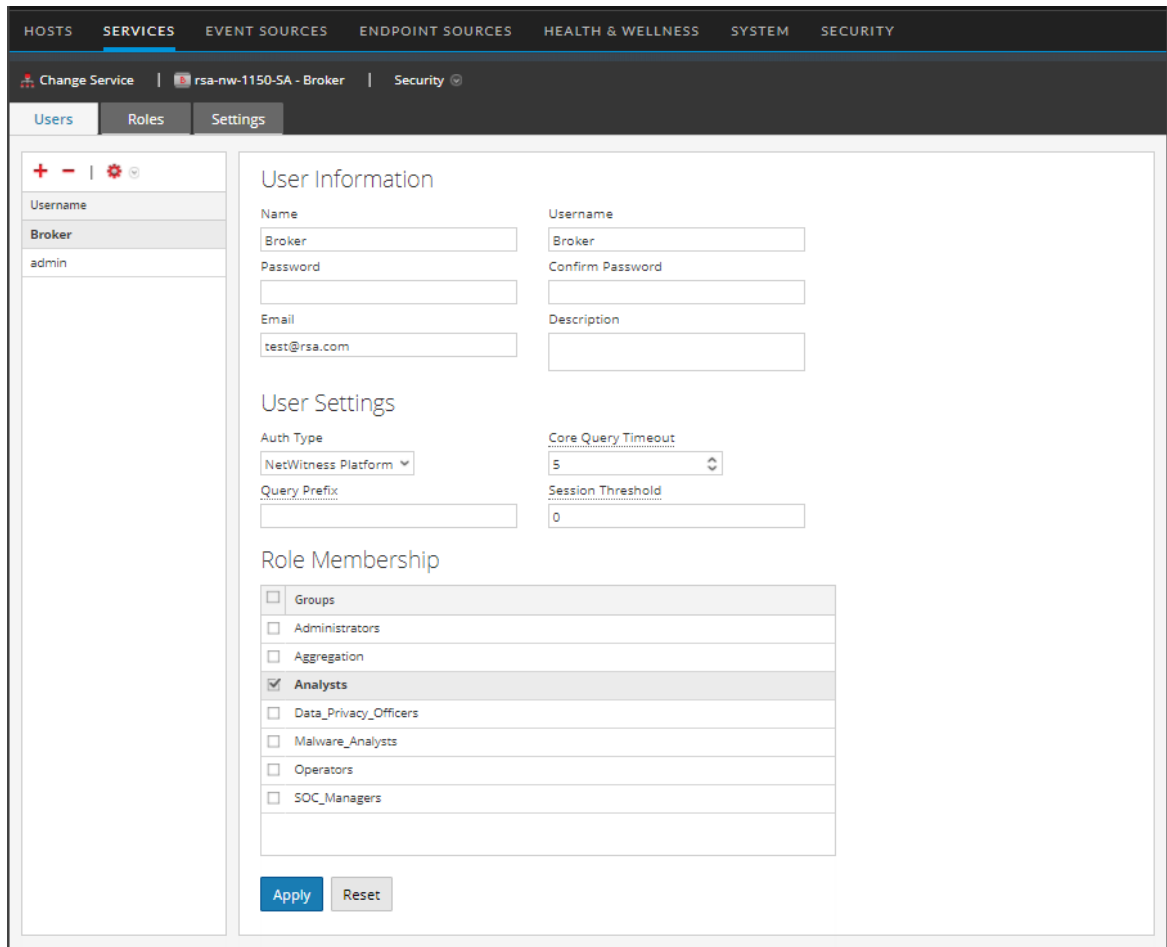 HOSTS SERVICES EVENT SOURCES ENDPOINT SOURCES HEALTH & WELLNESS SYSTEM SECURITY
Change Service | rsa-nw-1150-SA - Broker | Security
Users Roles Settings
Username
Broker
admin
User Information
Name Username
Broker Broker
Password Confirm Password
Email Description
test@rsa.com
User Settings
Auth Type Core Query Timeout
NetWitness Platform 5
Query Prefix Session Threshold
0
Role Membership
Groups
Administrators
Aggregation
Analysts
Data_Privacy_Officers
Malware_Analysts
Operators
SOC_Managers
Apply Reset